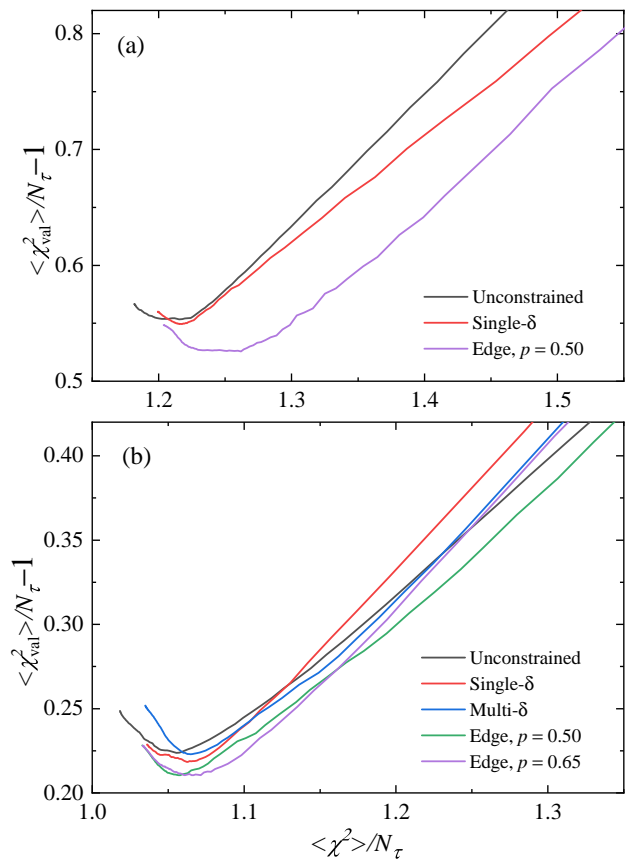 (a)
0.8
0.7
0.6
0.5
<χ²val>/Nτ−1
Unconstrained
Single-δ
Edge, p = 0.50
1.2 1.3 1.4 1.5
(b)
0.40
0.35
0.30
0.25
0.20
<χ²val>/Nτ−1
Unconstrained
Single-δ
Multi-δ
Edge, p = 0.50
Edge, p = 0.65
1.0 1.1 1.2 1.3
<χ²>/Nτ